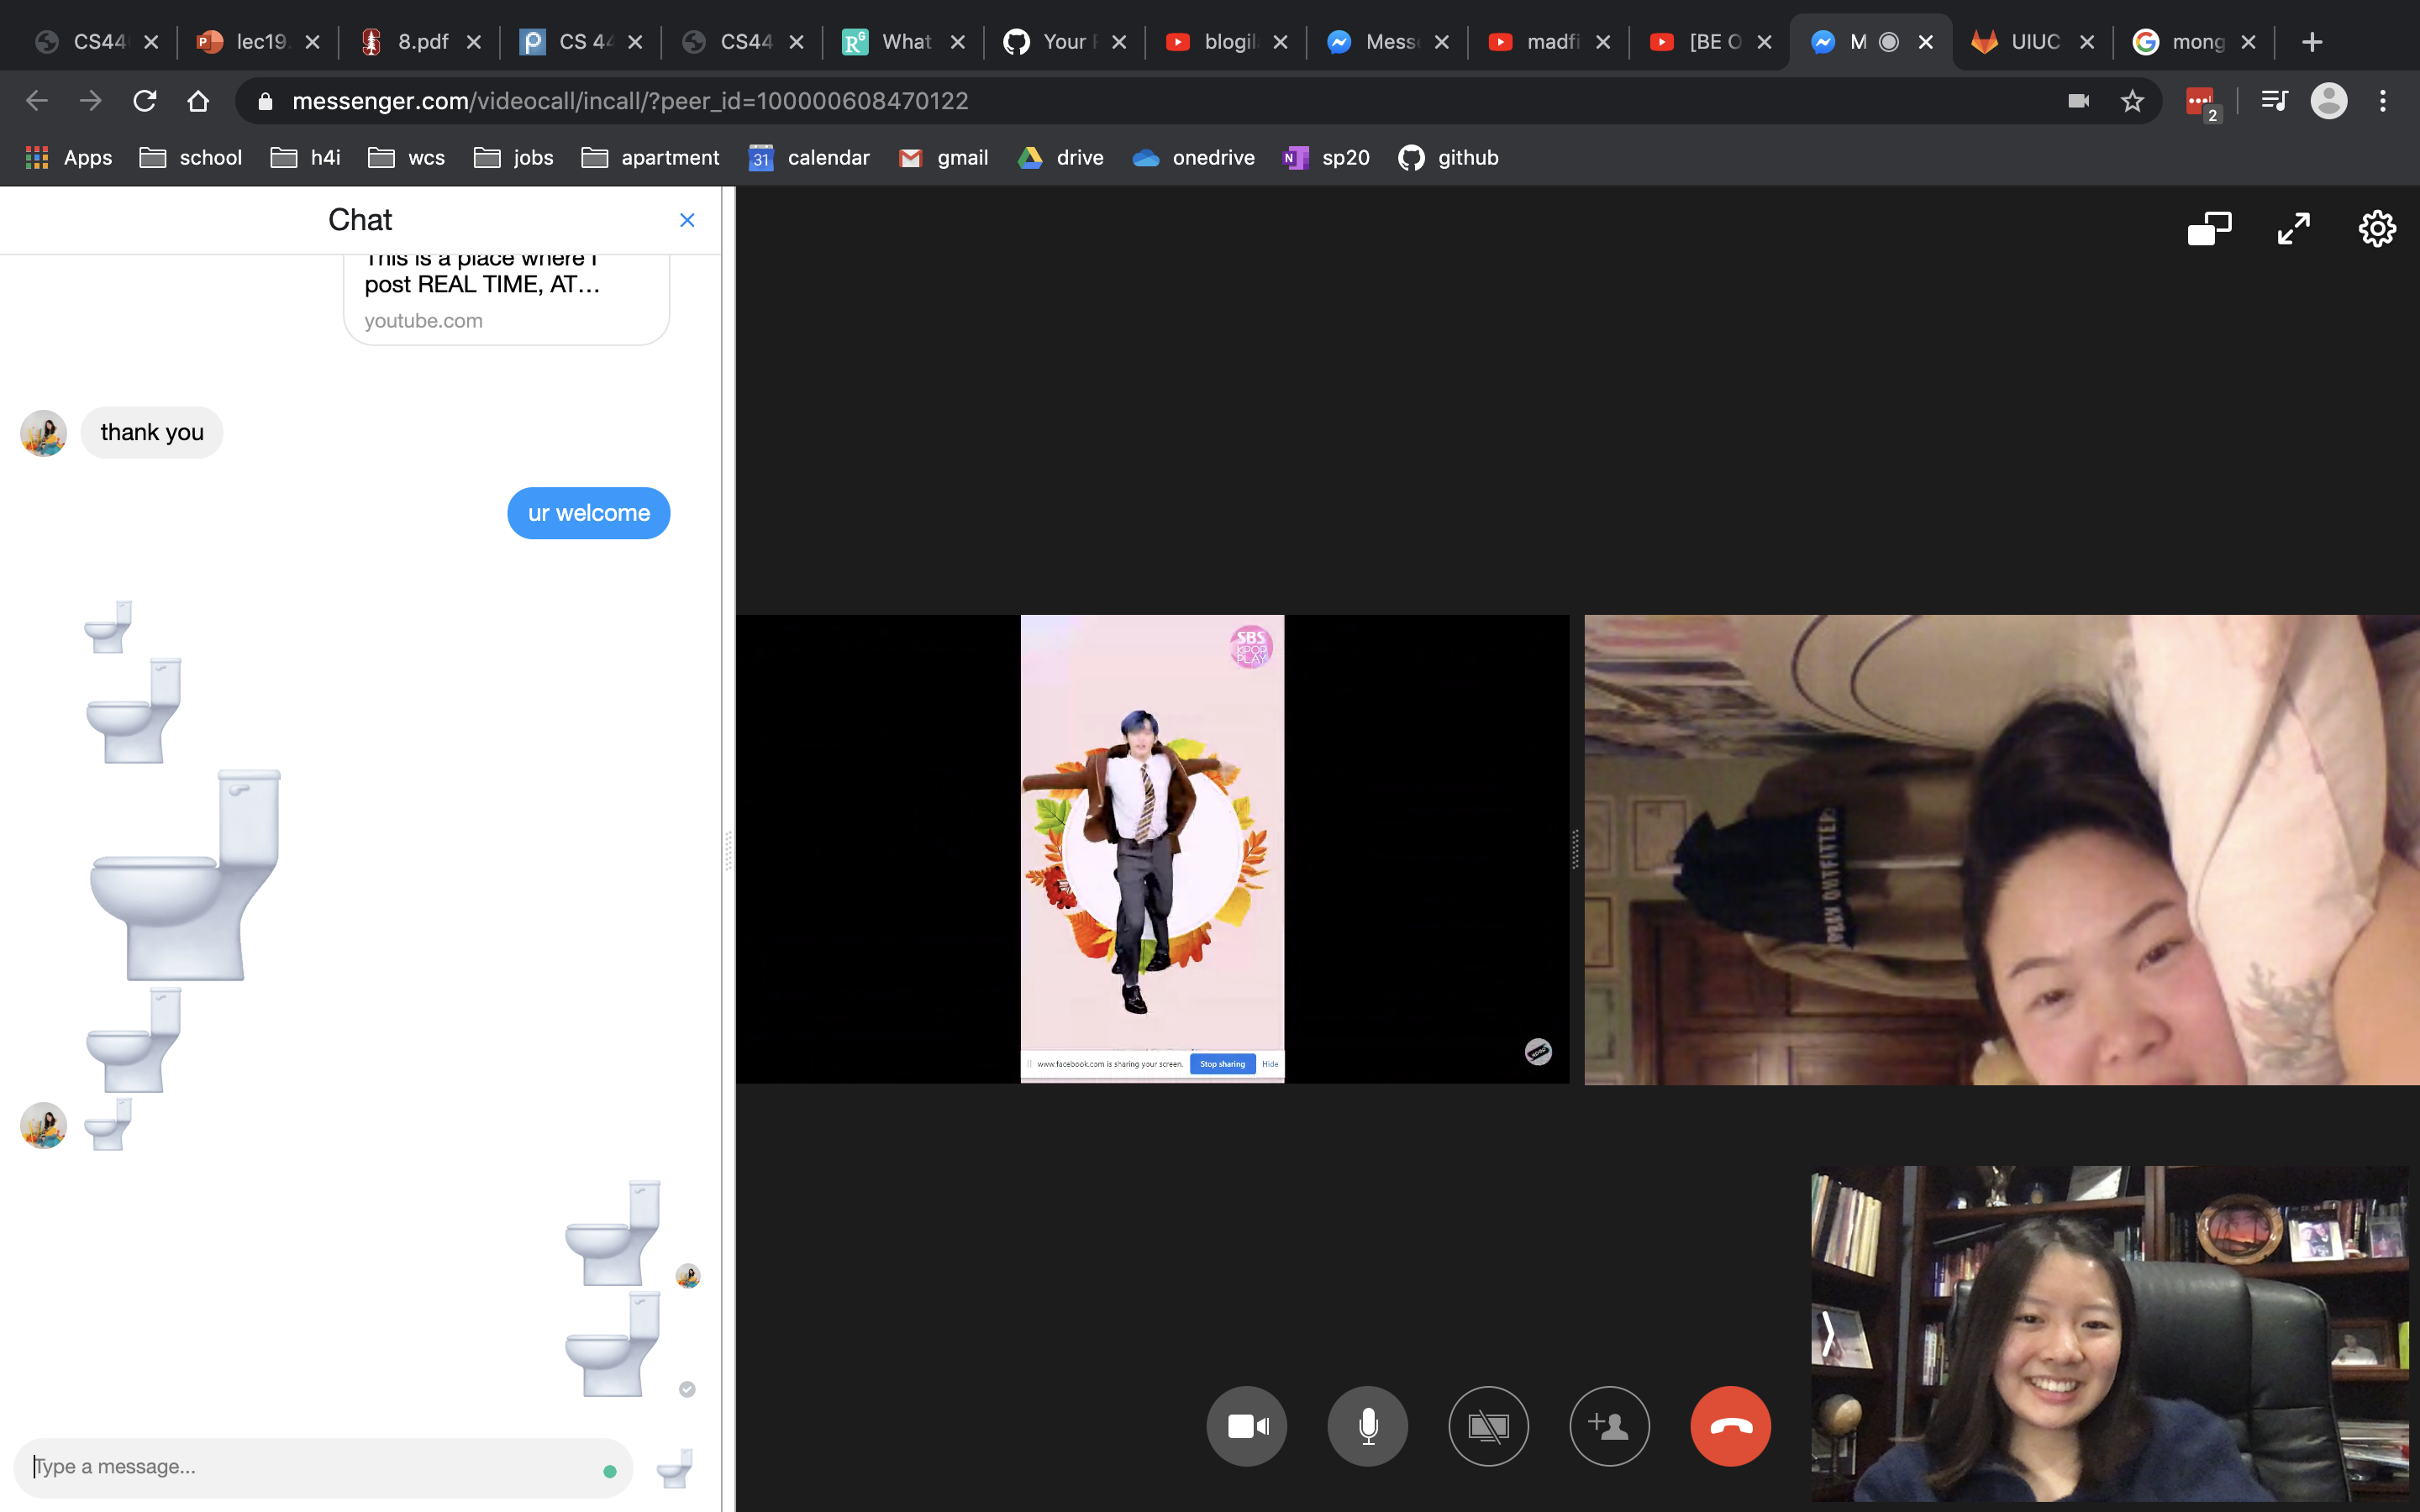 CS44
lec19.
8.pdf
CS 44
CS44
What
Your
blogil
Mess
madfi
[BE O
M
UIUC
mong
messenger.com/videocall/incall/?peer_id=100000608470122
2
Apps
school
h4i
wcs
jobs
apartment
31
calendar
gmail
drive
onedrive
N
sp20
github
Chat
This is a place where I
post REAL TIME, AT...
youtube.com
thank you
ur welcome
Type a message...
SBS
KPOP
PLAY
www.facebook.com is sharing your screen.
Stop sharing
Hide